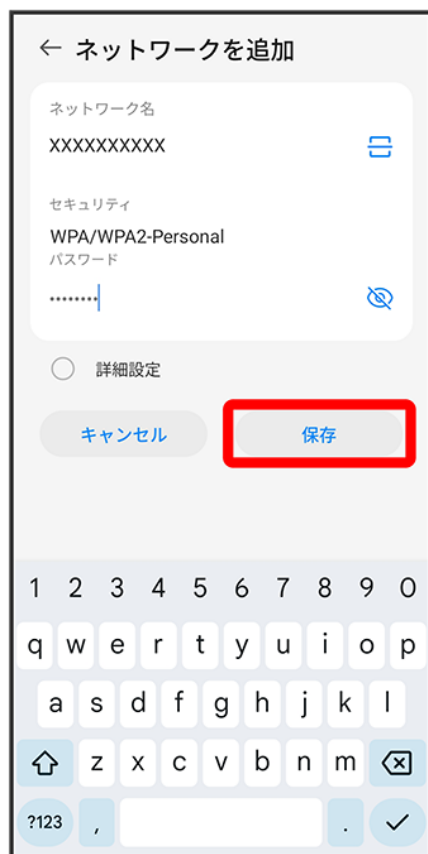 ネットワークを追加
ネットワーク名
XXXXXXXXXX
セキュリティ
WPA/WPA2-Personal
パスワード
••••••••
詳細設定
キャンセル
保存
1 2 3 4 5 6 7 8 9 0
q w e r t y u i o p
a s d f g h j k l
z x c v b n m
?123 , .